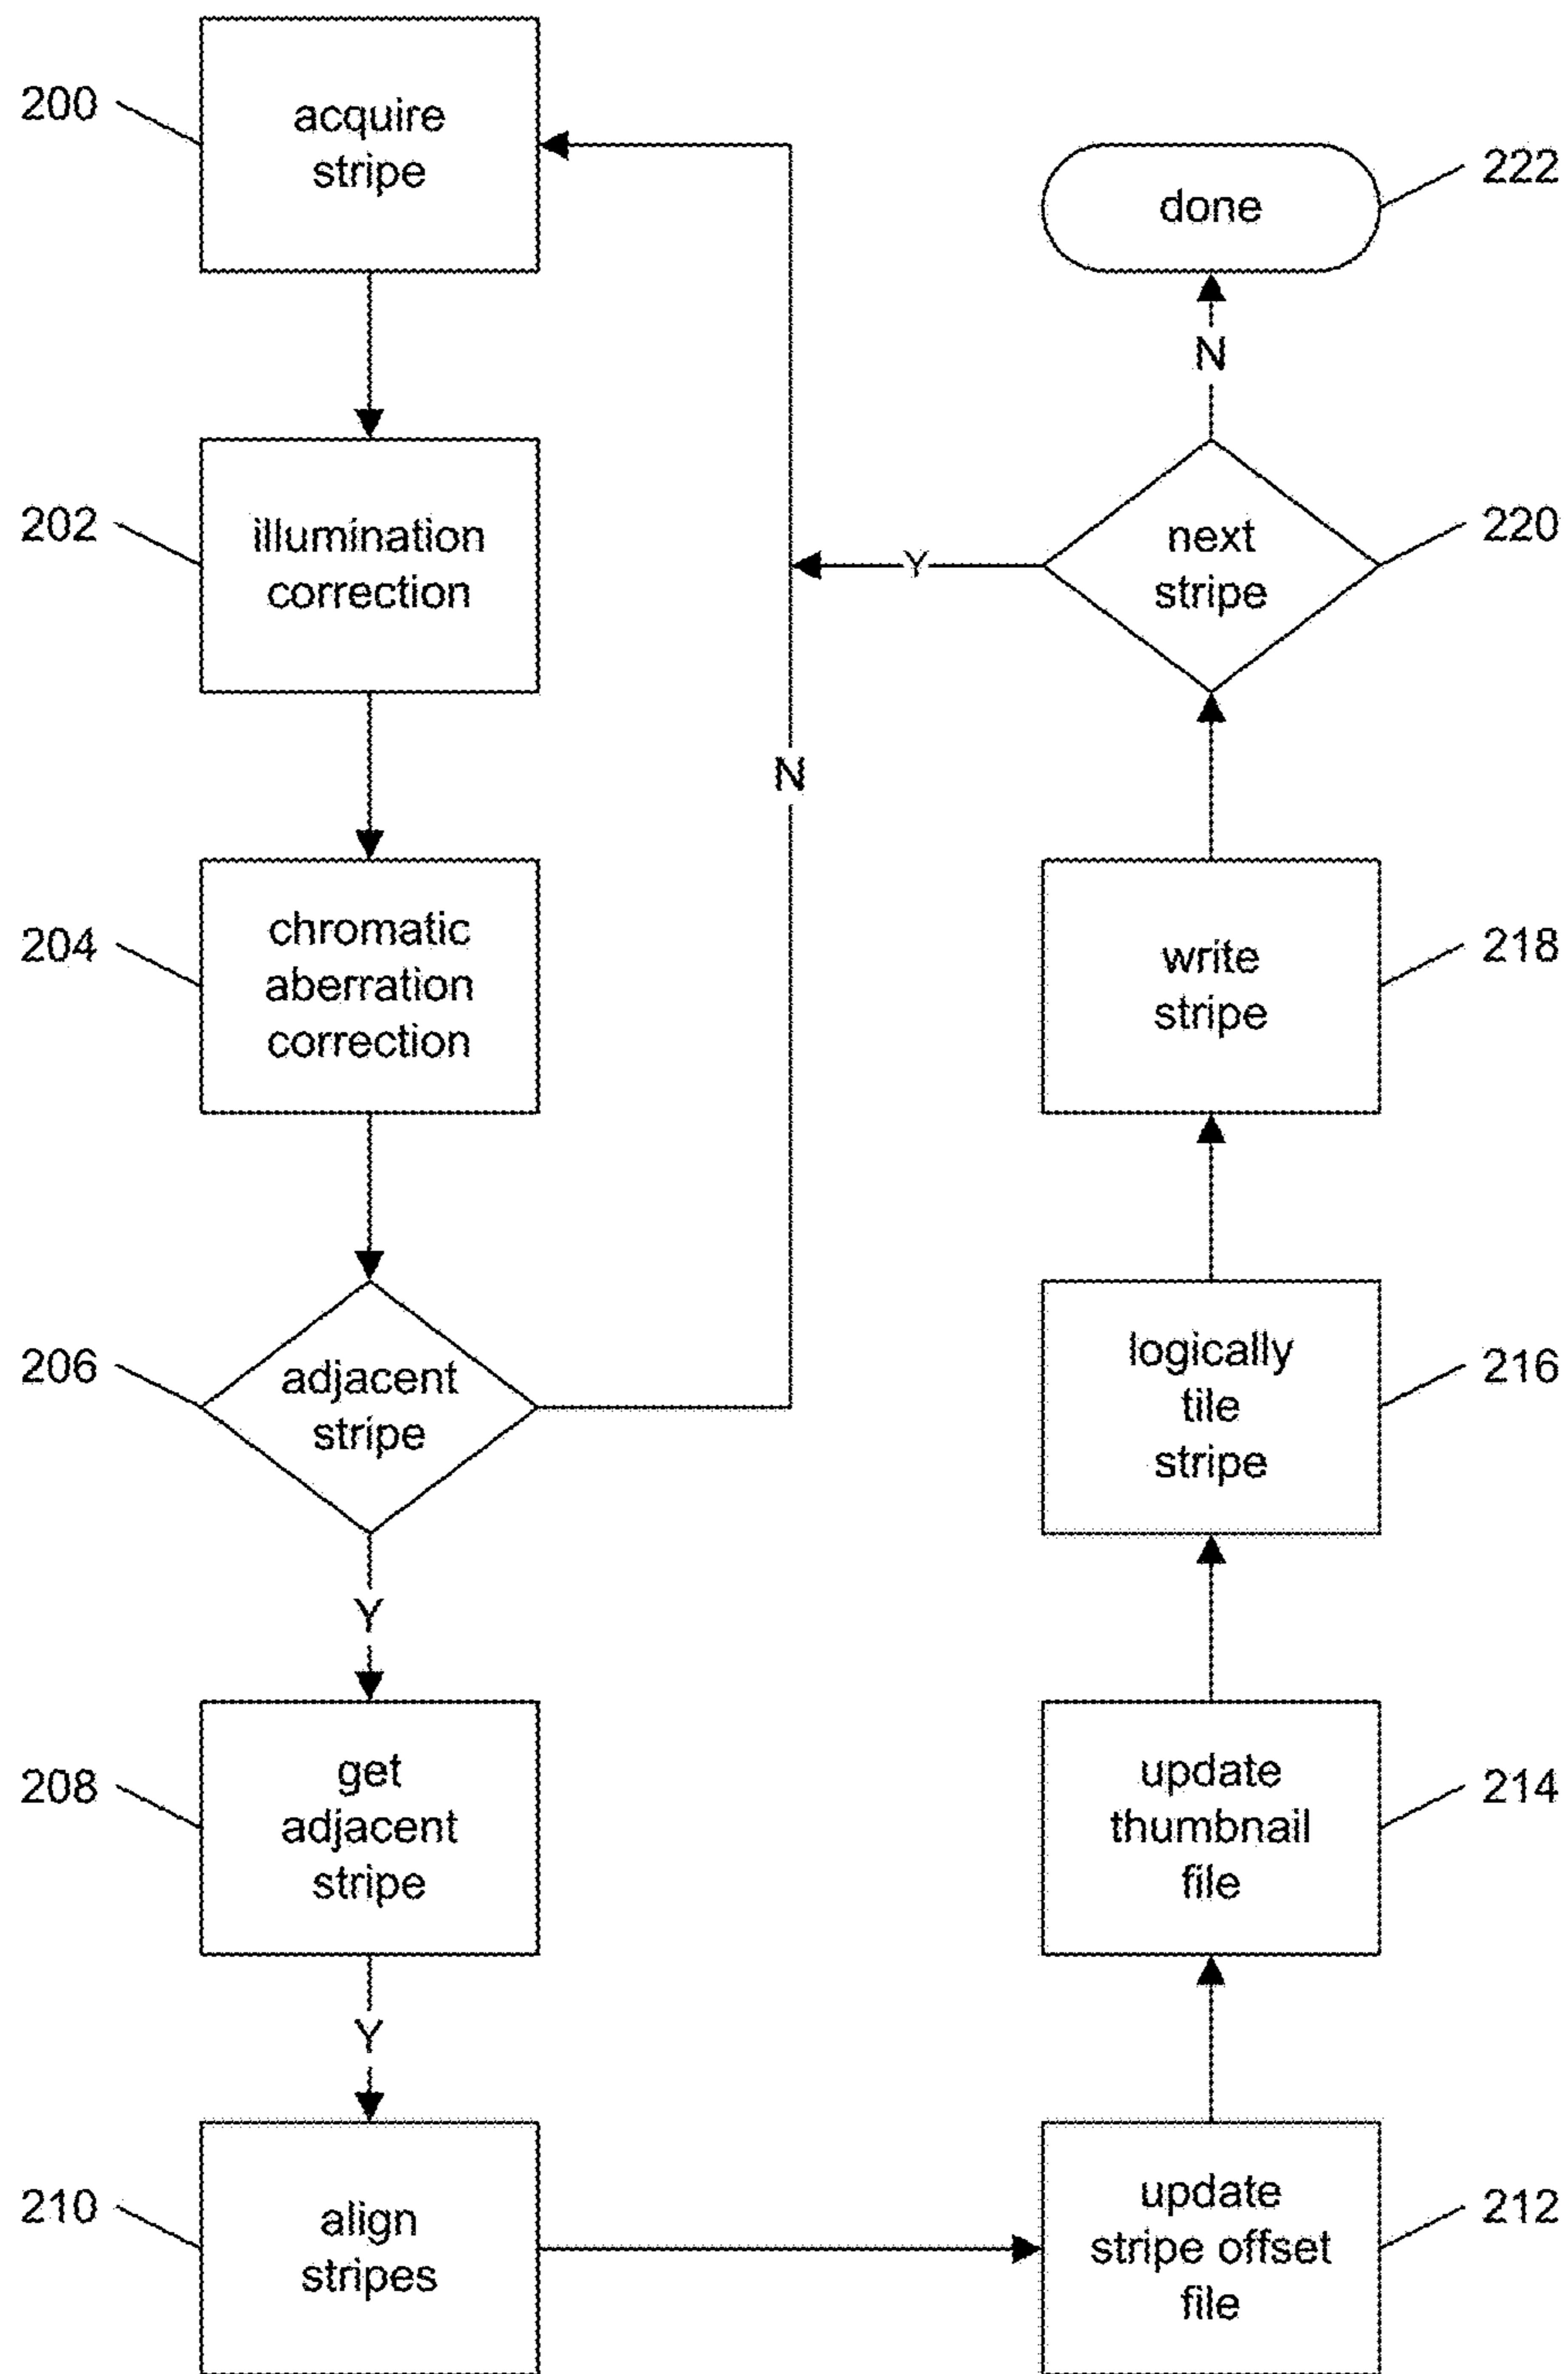 200
acquire
stripe
202
illumination
correction
204
chromatic
aberration
correction
206
adjacent
stripe
N
Y
208
get
adjacent
stripe
Y
210
align
stripes
update
stripe offset
file
212
update
thumbnail
file
214
logically
tile
stripe
216
write
stripe
218
next
stripe
220
Y
N
done
222